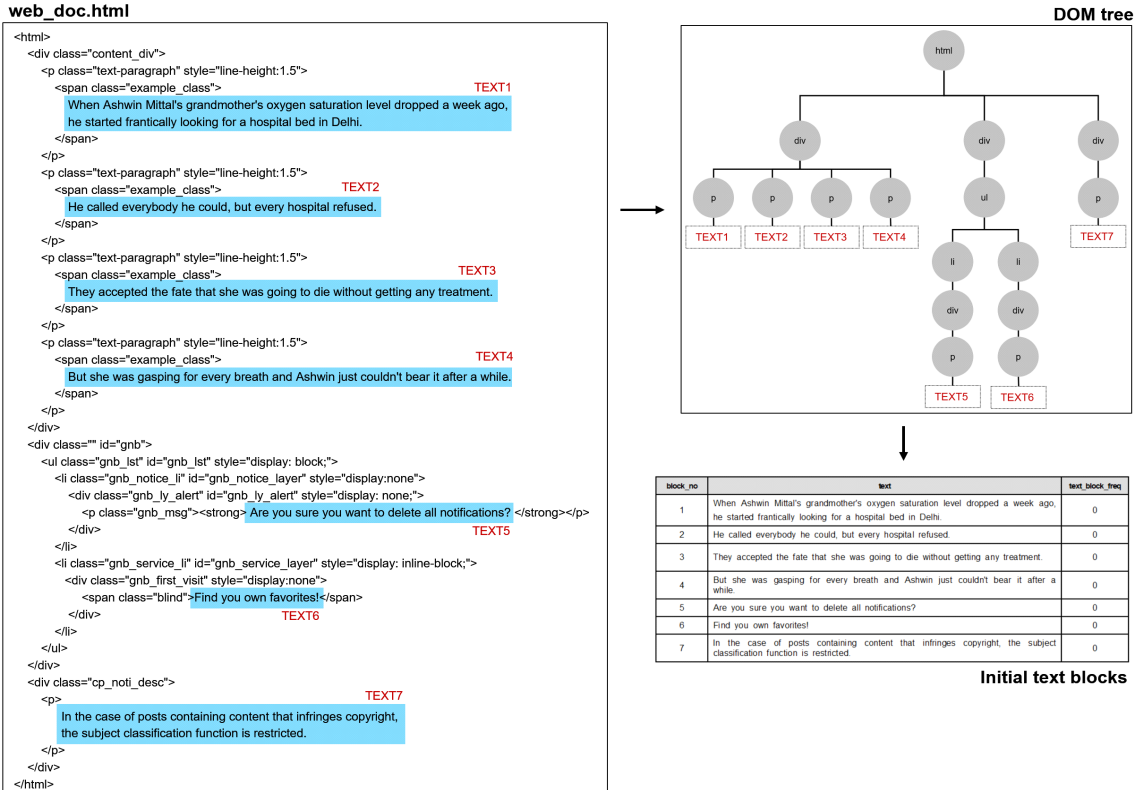 web_doc.html
<html>
<div class="content_div">
<p class="text-paragraph" style="line-height:1.5">
<span class="example_class">
TEXT1
When Ashwin Mittal's grandmother's oxygen saturation level dropped a week ago,
he started frantically looking for a hospital bed in Delhi.
</span>
</p>
<p class="text-paragraph" style="line-height:1.5">
<span class="example_class">
TEXT2
He called everybody he could, but every hospital refused.
</span>
</p>
<p class="text-paragraph" style="line-height:1.5">
<span class="example_class">
TEXT3
They accepted the fate that she was going to die without getting any treatment.
</span>
</p>
<p class="text-paragraph" style="line-height:1.5">
<span class="example_class">
TEXT4
But she was gasping for every breath and Ashwin just couldn't bear it after a while.
</span>
</p>
</div>
<div class="" id="gnb">
<ul class="gnb_lst" id="gnb_lst" style="display: block;">
<li class="gnb_notice_li" id="gnb_notice_layer" style="display:none">
<div class="gnb_ly_alert" id="gnb_ly_alert" style="display: none;">
<p class="gnb_msg"><strong> Are you sure you want to delete all notifications? </strong></p>
</div>
TEXT5
</li>
<li class="gnb_service_li" id="gnb_service_layer" style="display: inline-block;">
<div class="gnb_first_visit" style="display:none">
<span class="blind">Find you own favorites!</span>
</div>
TEXT6
</li>
</ul>
</div>
<div class="cp_noti_desc">
<p>
TEXT7
In the case of posts containing content that infringes copyright,
the subject classification function is restricted.
</p>
</div>
</html>
DOM tree
html
div
div
div
p
p
p
p
ul
p
TEXT1
TEXT2
TEXT3
TEXT4
TEXT7
li
li
div
div
p
p
TEXT5
TEXT6
block_no text text_block_freq
1 When Ashwin Mittal's grandmother's oxygen saturation level dropped a week ago, 0
he started frantically looking for a hospital bed in Delhi.
2 He called everybody he could, but every hospital refused. 0
3 They accepted the fate that she was going to die without getting any treatment. 0
4 But she was gasping for every breath and Ashwin just couldn't bear it after a 0
while.
5 Are you sure you want to delete all notifications? 0
6 Find you own favorites! 0
7 In the case of posts containing content that infringes copyright, the subject 0
classification function is restricted.
Initial text blocks